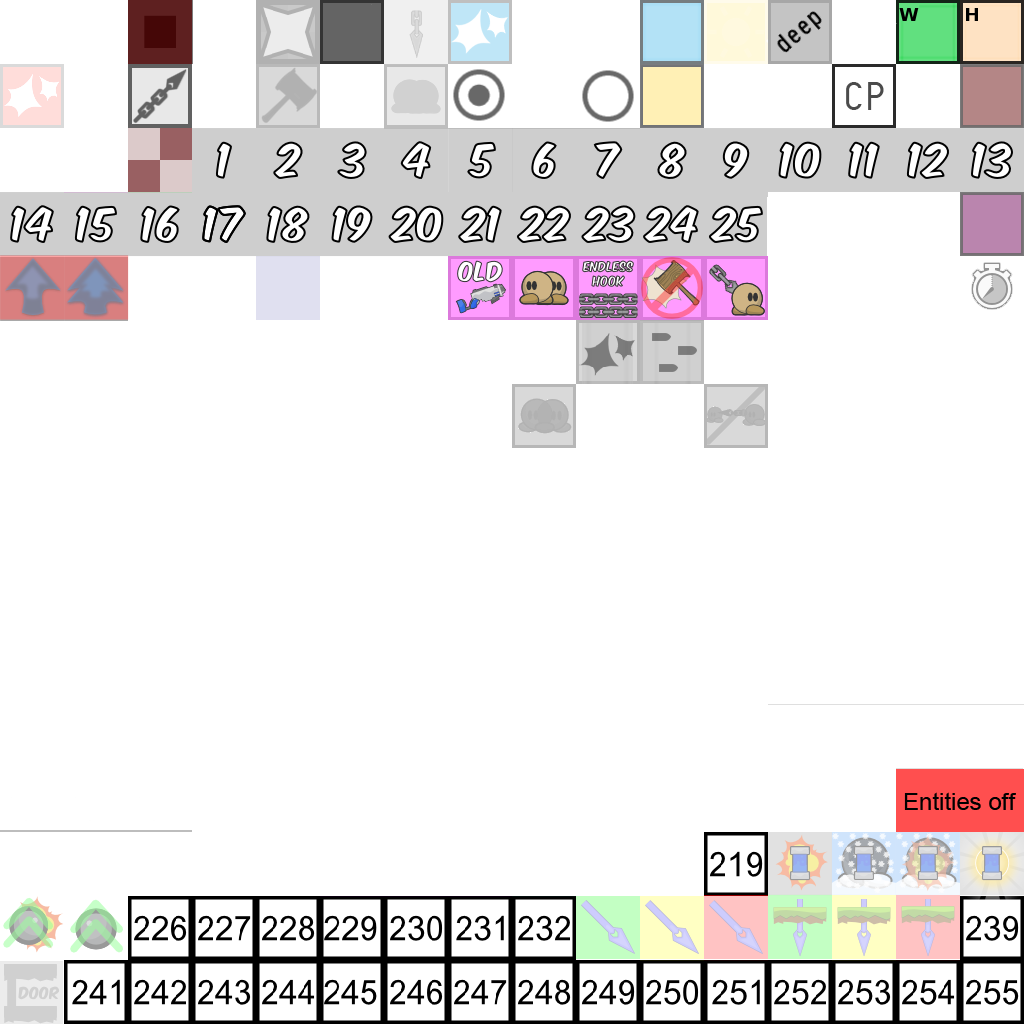 deep W H
CP
1 2 3 4 5 6 7 8 9 10 11 12 13
14 15 16 17 18 19 20 21 22 23 24 25
OLD ENDLESS
HOOK
Entities off
219
226 227 228 229 230 231 232 239
DOOR 241 242 243 244 245 246 247 248 249 250 251 252 253 254 255